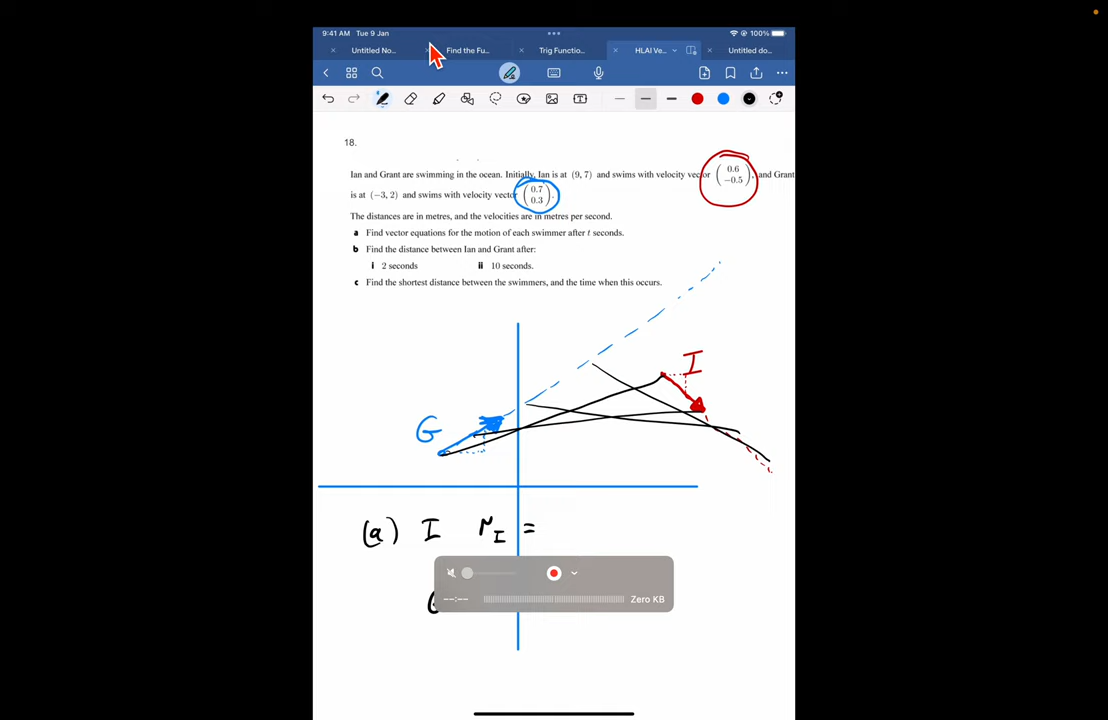 9:41 AM Tue 9 Jan
100%
Untitled No...
Find the Fu...
Trig Functio...
HLAI Ve...
Untitled do...
18.
Ian and Grant are swimming in the ocean. Initially, Ian is at (9, 7) and swims with velocity vector (0.6 −0.5), and Grant
is at (−3, 2) and swims with velocity vector (0.7 0.3).
The distances are in metres, and the velocities are in metres per second.
a Find vector equations for the motion of each swimmer after t seconds.
b Find the distance between Ian and Grant after:
i 2 seconds ii 10 seconds.
c Find the shortest distance between the swimmers, and the time when this occurs.
I
G
(a) I r_I =
--:-- Zero KB